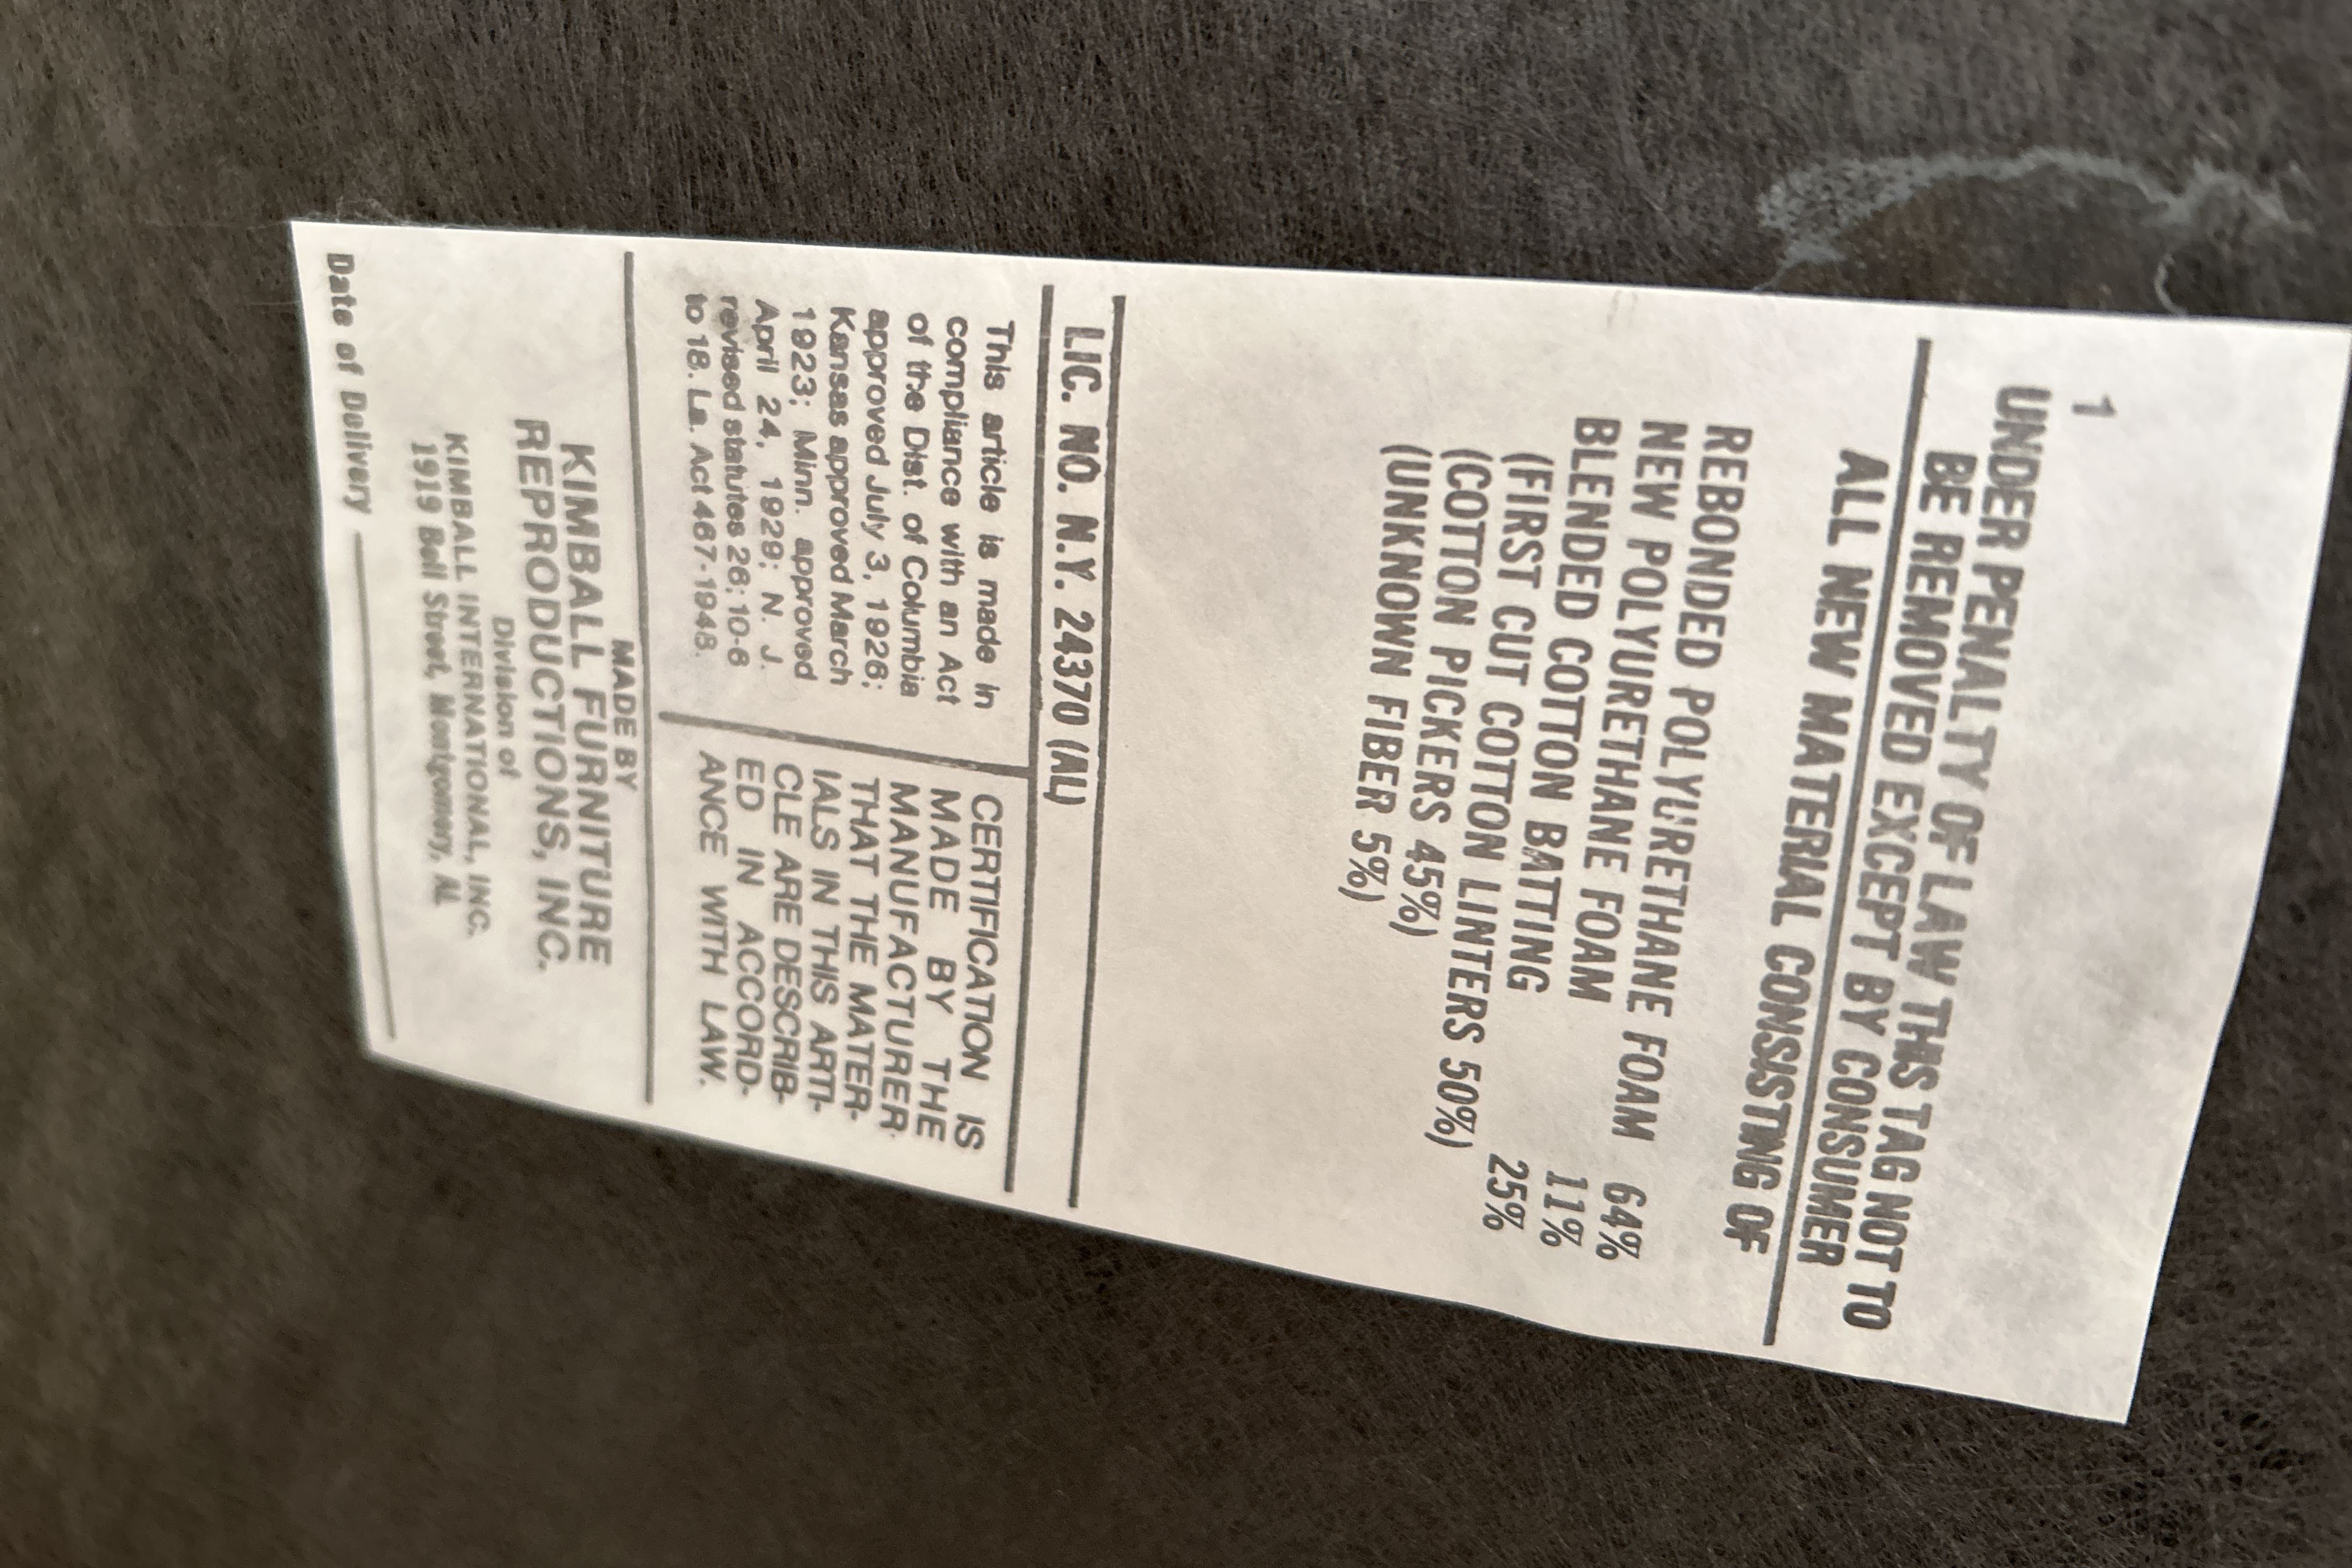 1
UNDER PENALTY OF LAW THIS TAG NOT TO
BE REMOVED EXCEPT BY CONSUMER
ALL NEW MATERIAL CONSISTING OF
REBONDED POLYURETHANE FOAM 64%
NEW POLYURETHANE FOAM 11%
BLENDED COTTON BATTING 25%
(FIRST CUT COTTON LINTERS 50%)
(COTTON PICKERS 45%)
(UNKNOWN FIBER 5%)
LIC. NO. N.Y. 24370 (AL)
This article is made in
compliance with an Act
of the Dist. of Columbia
approved July 3, 1926;
Kansas approved March
1923; Minn. approved
April 24, 1929; N. J.
revised statutes 26:10-6
to 18. La. Act 467-1948.
CERTIFICATION IS
MADE BY THE
MANUFACTURER
THAT THE MATER-
IALS IN THIS ARTI-
CLE ARE DESCRIB-
ED IN ACCORD-
ANCE WITH LAW.
MADE BY
KIMBALL FURNITURE
REPRODUCTIONS, INC.
Division of
KIMBALL INTERNATIONAL, INC.
1919 Bell Street, Montgomery, AL
Date of Delivery